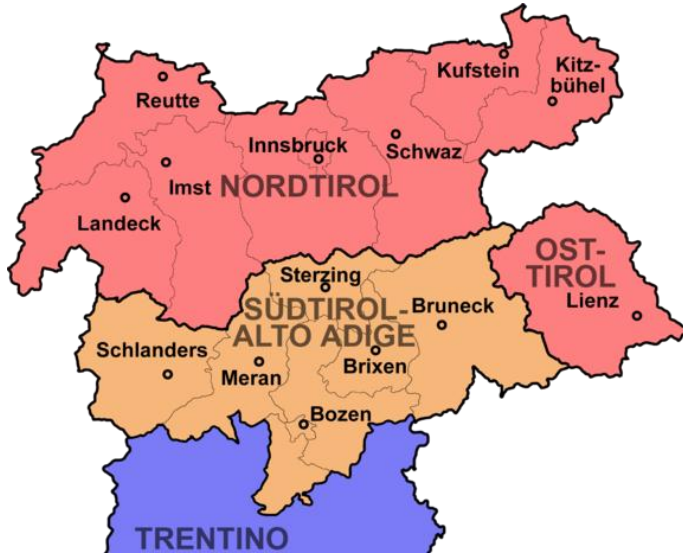 Kufstein
Kitz-
bühel
Reutte
Innsbruck
Schwaz
Imst
NORDTIROL
Landeck
OST-
TIROL
Lienz
Sterzing
SÜDTIROL-
ALTO ADIGE
Bruneck
Schlanders
Meran
Brixen
Bozen
TRENTINO